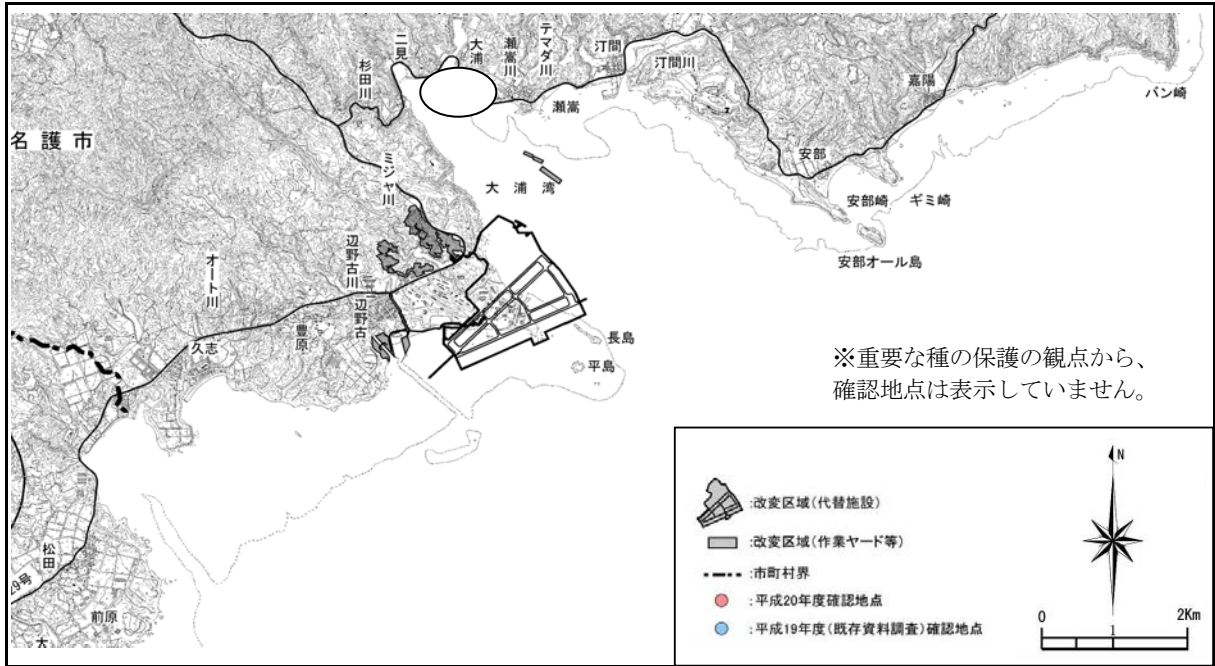 二見
大浦
瀬嵩川
テマダ川
汀間
汀間川
嘉陽
バン崎
杉田川
瀬嵩
名護市
安部
ミジャ川
大浦湾
安部崎
ギミ崎
安部オール島
辺野古川
オート川
辺野古
豊原
久志
長島
平島
※重要な種の保護の観点から、
確認地点は表示していません。
松田
29号
前原
大
:改変区域(代替施設)
:改変区域(作業ヤード等)
:市町村界
:平成20年度確認地点
:平成19年度(既存資料調査)確認地点
N
0 1 2Km